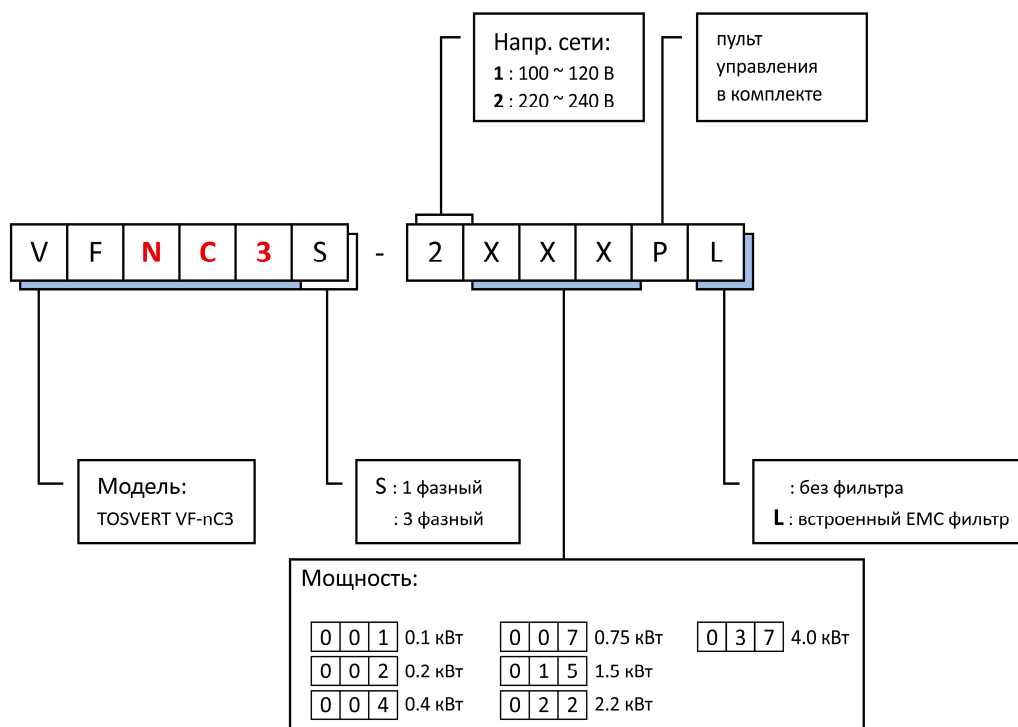 Напр. сети:
1 : 100 ~ 120 В
2 : 220 ~ 240 В
пульт
управления
в комплекте
V F N C 3 S - 2 X X X P L
Модель:
TOSVERT VF-nC3
S : 1 фазный
: 3 фазный
: без фильтра
L : встроенный ЕМС фильтр
Мощность:
0 0 1 0.1 кВт
0 0 2 0.2 кВт
0 0 4 0.4 кВт
0 0 7 0.75 кВт
0 1 5 1.5 кВт
0 2 2 2.2 кВт
0 3 7 4.0 кВт